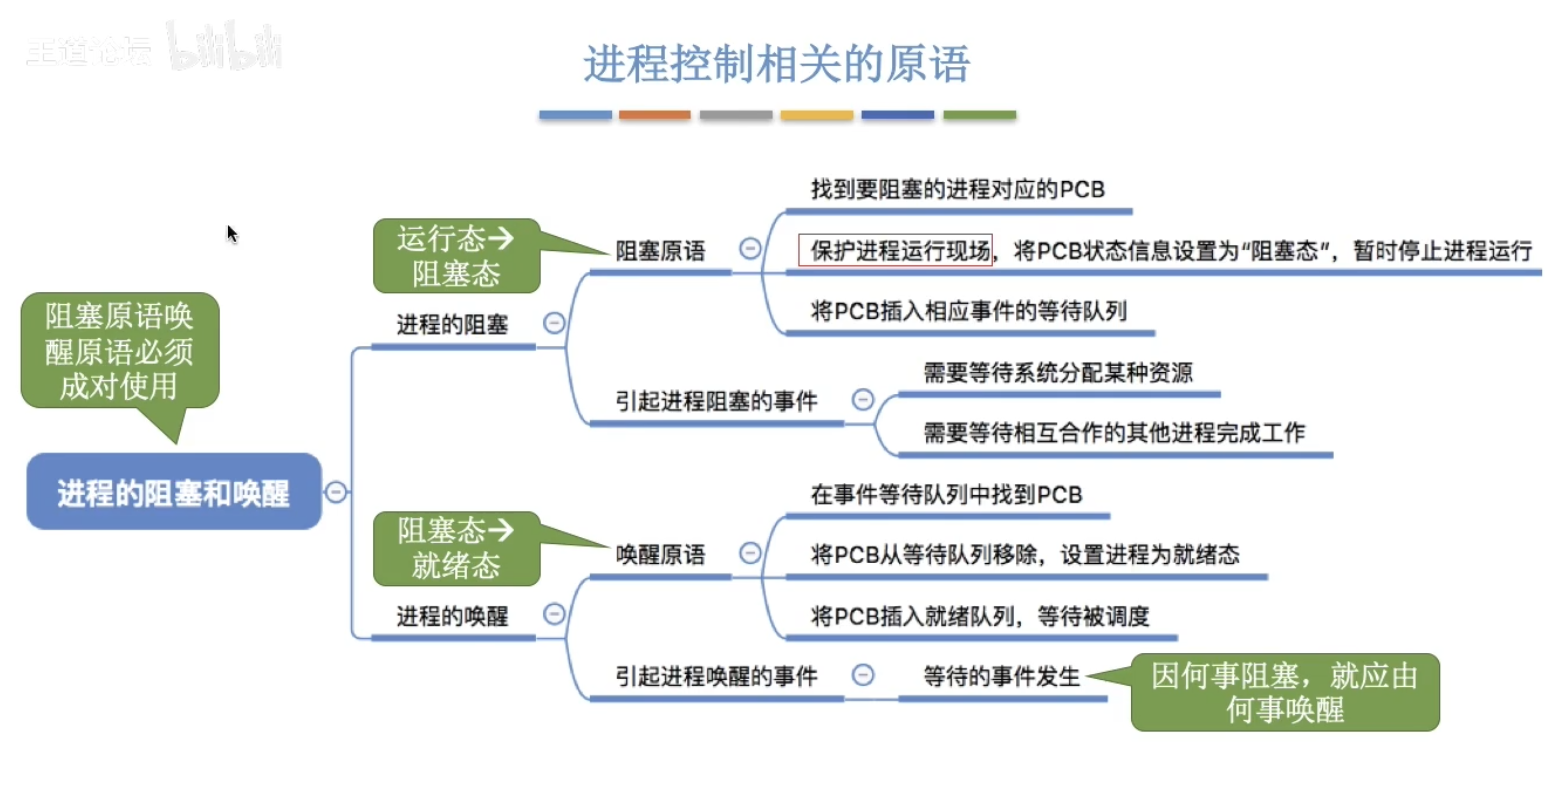 王道论坛 bilibili
进程控制相关的原语
找到要阻塞的进程对应的PCB
运行态→
阻塞态
阻塞原语
保护进程运行现场，将PCB状态信息设置为“阻塞态”，暂时停止进程运行
将PCB插入相应事件的等待队列
进程的阻塞
阻塞原语唤
醒原语必须
成对使用
引起进程阻塞的事件
需要等待系统分配某种资源
需要等待相互合作的其他进程完成工作
进程的阻塞和唤醒
在事件等待队列中找到PCB
阻塞态→
就绪态
唤醒原语
将PCB从等待队列移除，设置进程为就绪态
将PCB插入就绪队列，等待被调度
进程的唤醒
引起进程唤醒的事件
等待的事件发生
因何事阻塞，就应由
何事唤醒